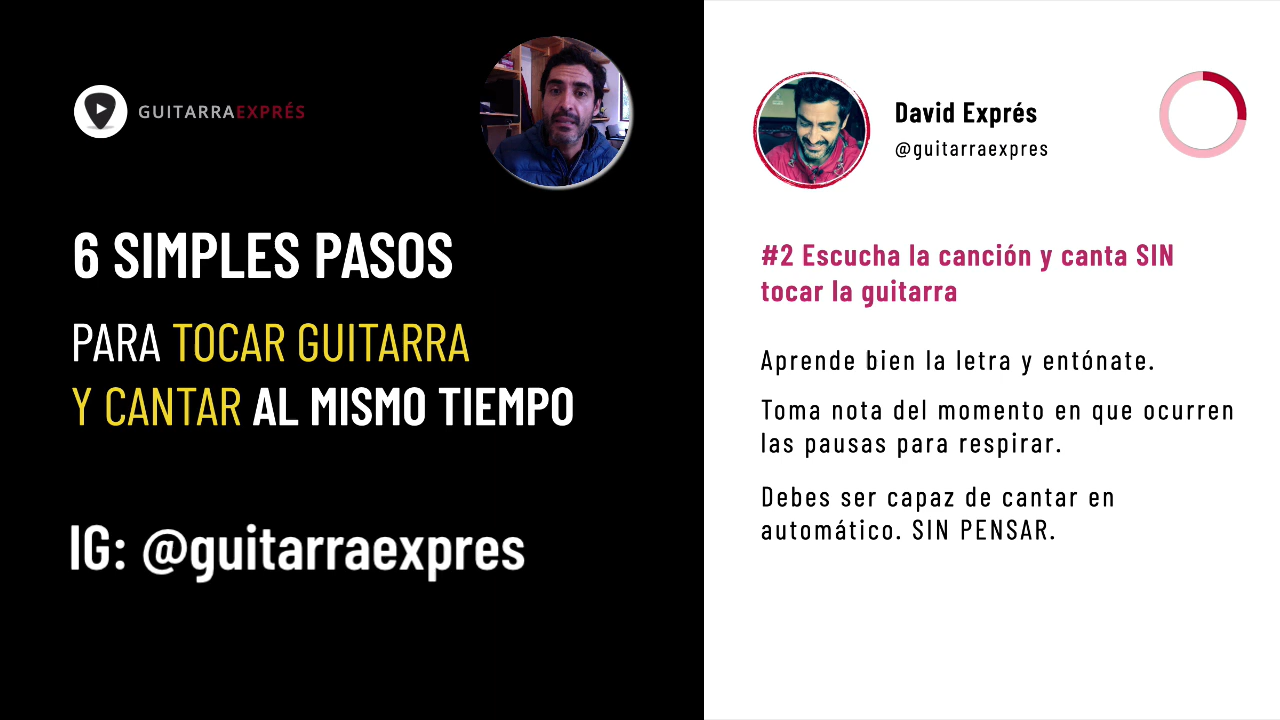 GUITARRAEXPRÉS
6 SIMPLES PASOS
PARA TOCAR GUITARRA
Y CANTAR AL MISMO TIEMPO
IG: @guitarraexpres
David Exprés
@guitarraexpres
#2 Escucha la canción y canta SIN
tocar la guitarra
Aprende bien la letra y entónate.
Toma nota del momento en que ocurren
las pausas para respirar.
Debes ser capaz de cantar en
automático. SIN PENSAR.